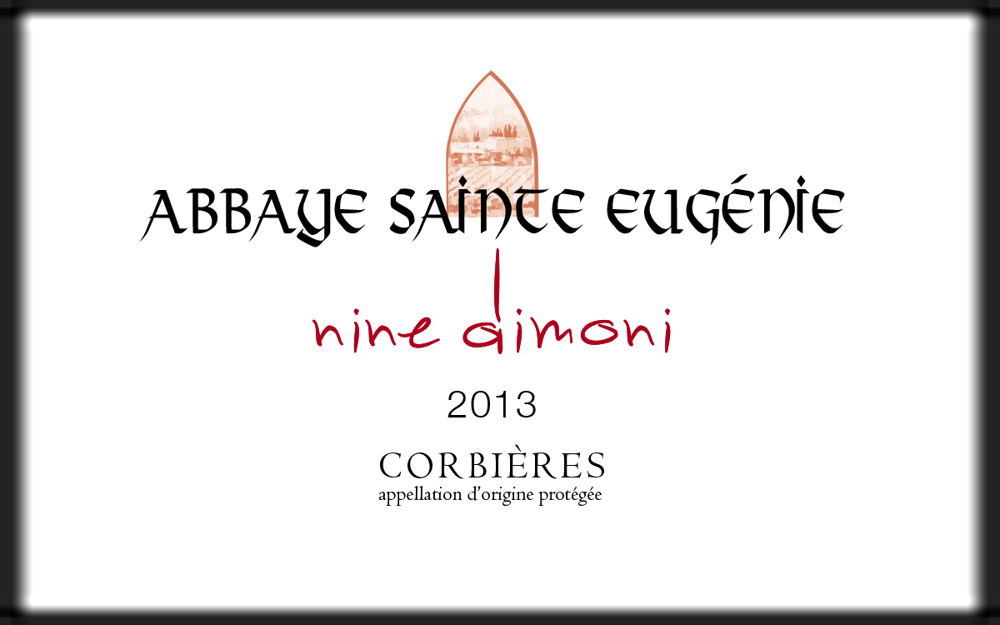 ABBAYE SAINTE EUGÉNIE
nine dimoni
2013
CORBIÈRES
appellation d'origine protégée